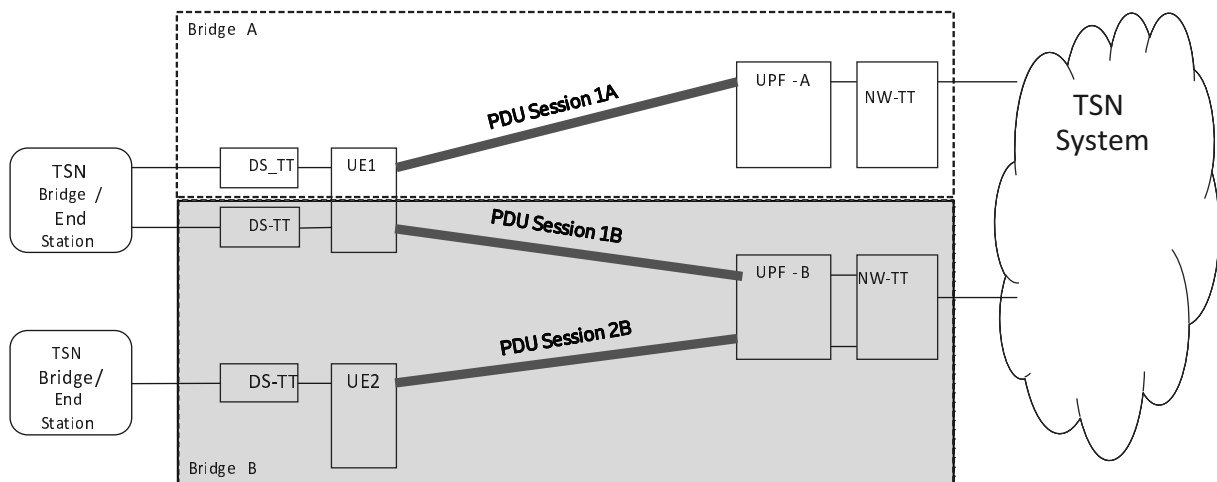 Bridge A
PDU Session 1A
UPF - A
NW-TT
TSN
System
TSN
Bridge /
End
Station
DS_TT
UE1
DS-TT
PDU Session 1B
UPF - B
NW-TT
PDU Session 2B
TSN
Bridge/
End
Station
DS-TT
UE2
Bridge B